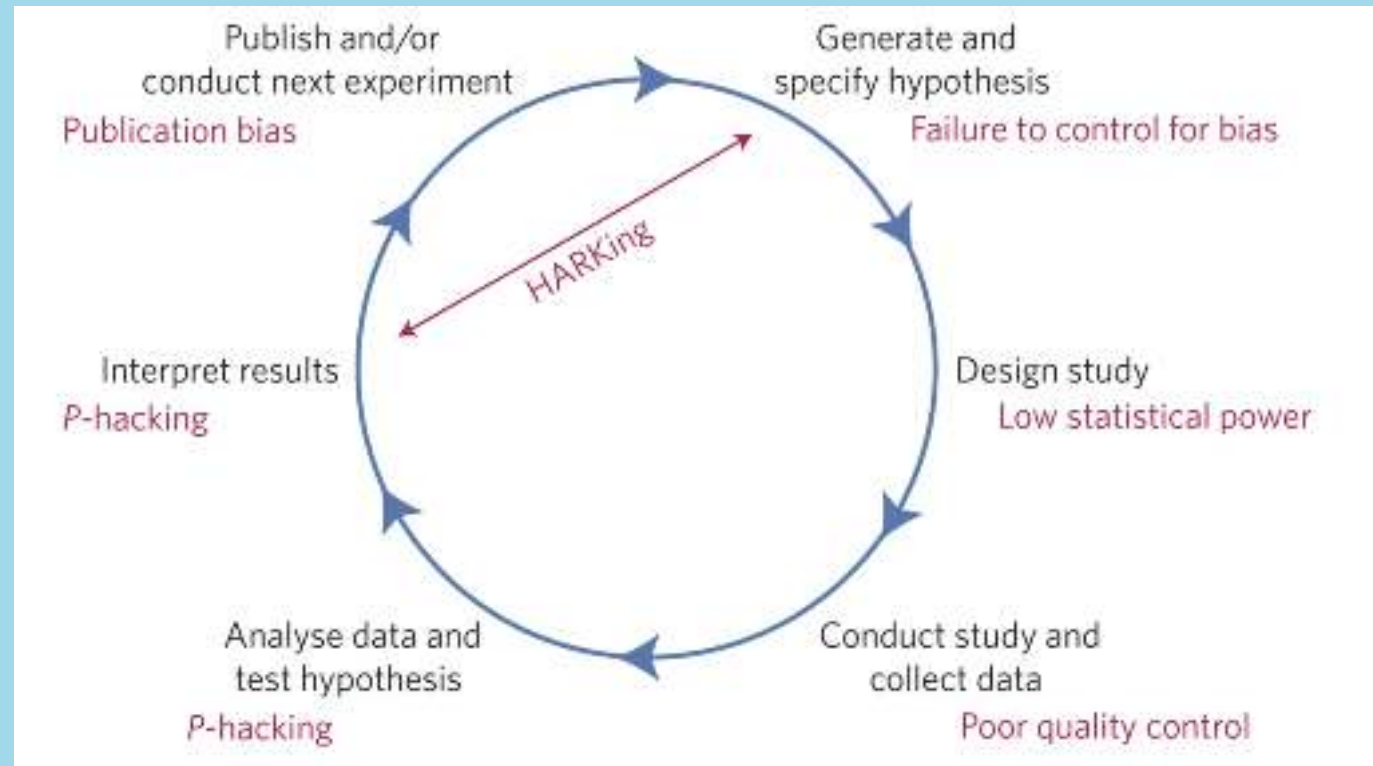 Publish and/or
conduct next experiment
Publication bias
Generate and
specify hypothesis
Failure to control for bias
HARKing
Interpret results
P-hacking
Design study
Low statistical power
Analyse data and
test hypothesis
P-hacking
Conduct study and
collect data
Poor quality control